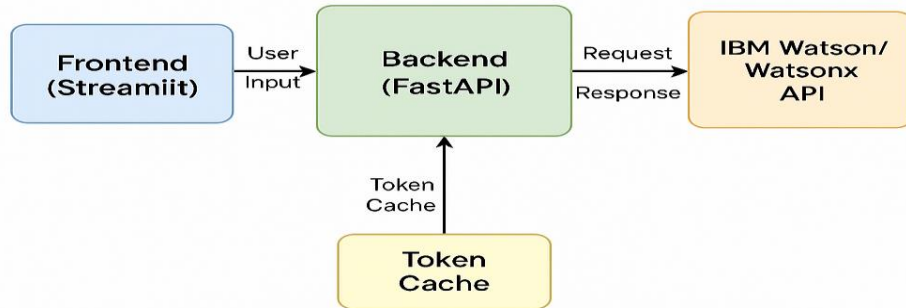 Frontend
(Streamiit)
User
Input
Backend
(FastAPI)
Request
Response
IBM Watson/
Watsonx
API
Token
Cache
Token
Cache